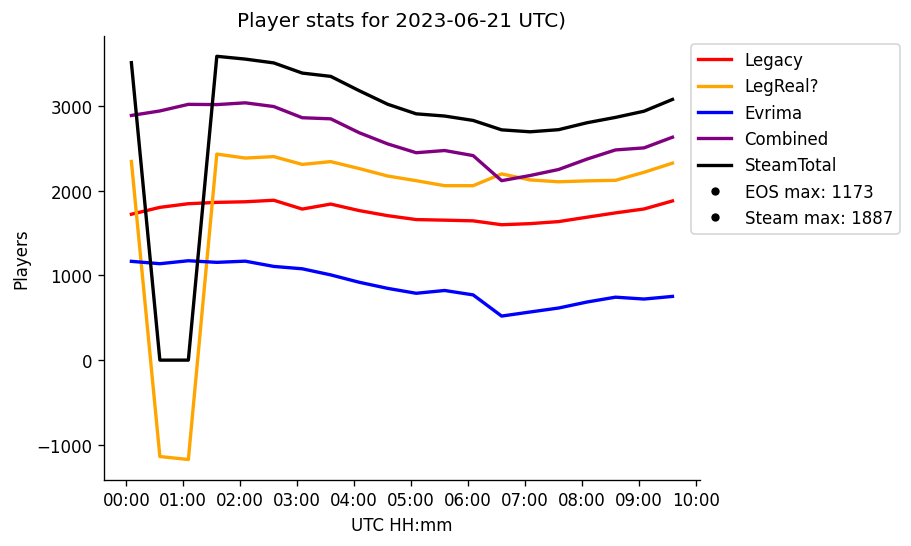 Player stats for 2023-06-21 UTC)
Legacy
LegReal?
Evrima
Combined
SteamTotal
EOS max: 1173
Steam max: 1887
Players
3000
2000
1000
0
−1000
00:00 01:00 02:00 03:00 04:00 05:00 06:00 07:00 08:00 09:00 10:00
UTC HH:mm